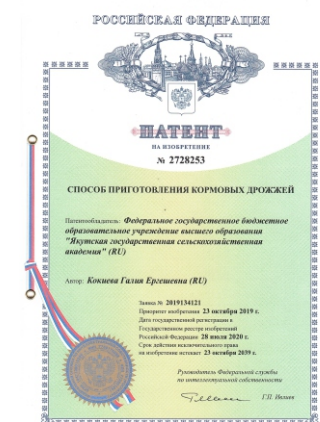 РОССИЙСКАЯ ФЕДЕРАЦИЯ
ПАТЕНТ
НА ИЗОБРЕТЕНИЕ
№ 2728253
СПОСОБ ПРИГОТОВЛЕНИЯ КОРМОВЫХ ДРОЖЖЕЙ
Патентообладатель: Федеральное государственное бюджетное
образовательное учреждение высшего образования
"Якутская государственная сельскохозяйственная
академия" (RU)
Автор: Кокиева Галия Ергешевна (RU)
Заявка № 2019134121
Приоритет изобретения 23 октября 2019 г.
Дата государственной регистрации в
Государственном реестре изобретений
Российской Федерации 28 июля 2020 г.
Срок действия исключительного права
на изобретение истекает 23 октября 2039 г.
Руководитель Федеральной службы
по интеллектуальной собственности
Г.П. Ивлиев